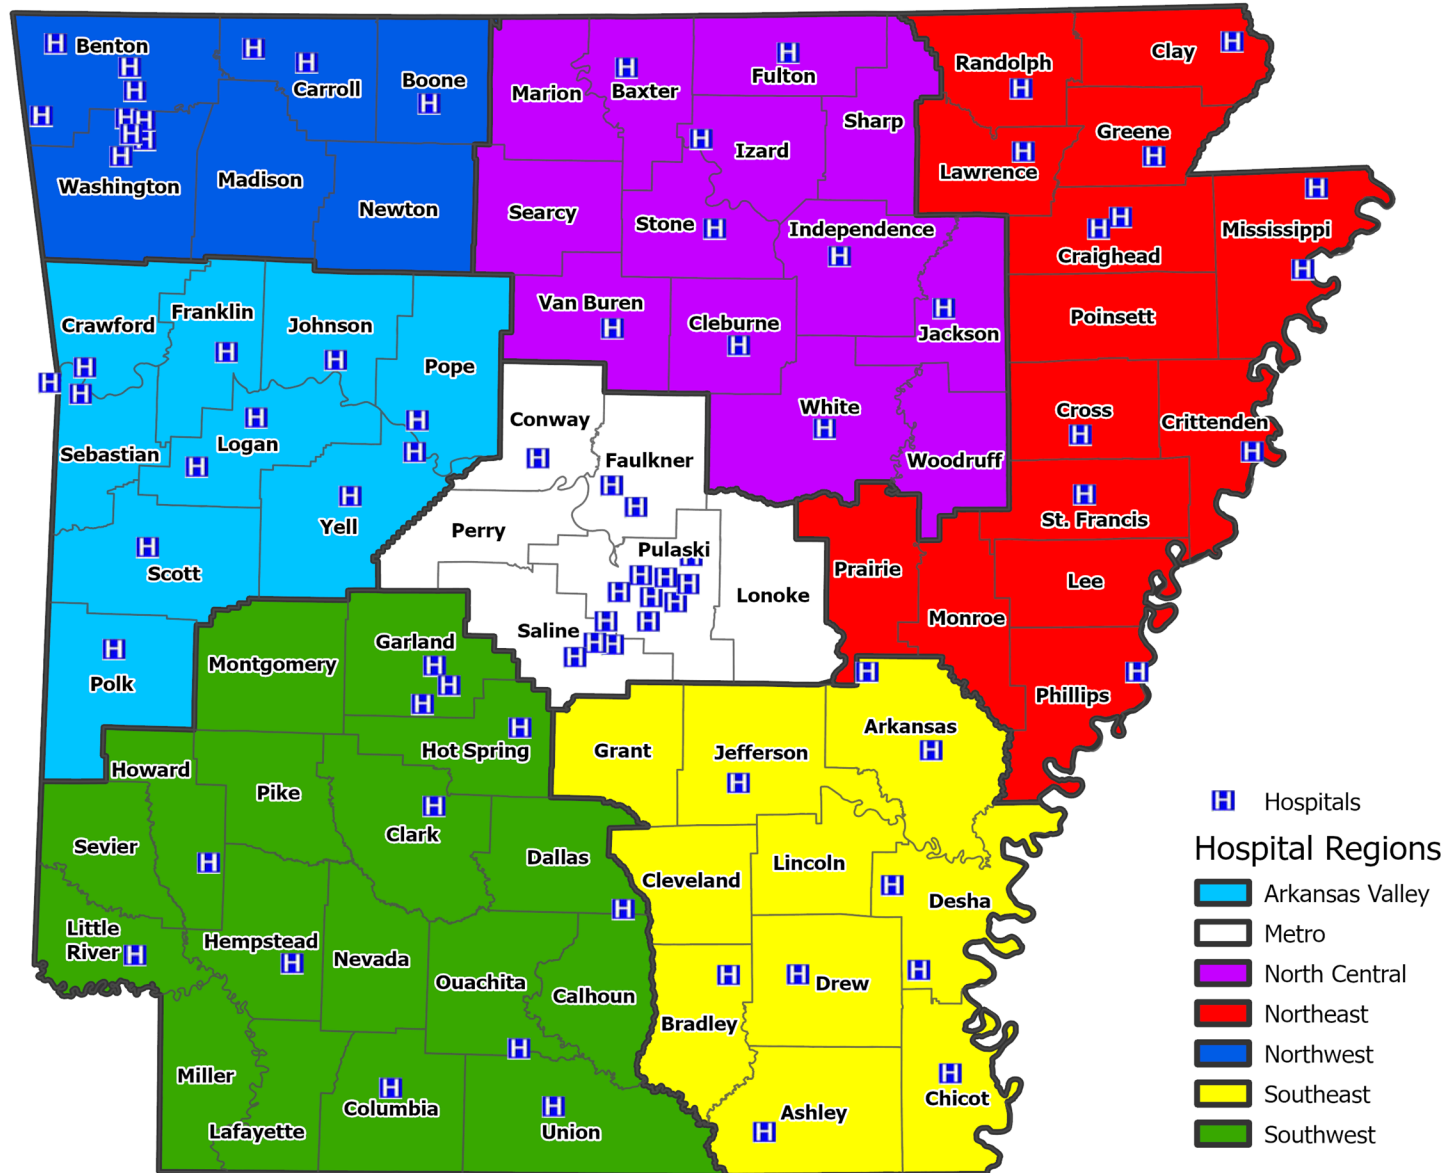 Benton
Carroll
Boone
Washington
Madison
Newton
Marion
Baxter
Fulton
Sharp
Izard
Searcy
Stone
Independence
Van Buren
Cleburne
Jackson
White
Woodruff
Randolph
Clay
Greene
Lawrence
Craighead
Mississippi
Poinsett
Cross
Crittenden
St. Francis
Lee
Prairie
Monroe
Phillips
Crawford
Franklin
Johnson
Pope
Logan
Sebastian
Yell
Scott
Polk
Conway
Faulkner
Perry
Pulaski
Lonoke
Saline
Garland
Montgomery
Hot Spring
Howard
Pike
Clark
Sevier
Dallas
Little
River
Hempstead
Nevada
Ouachita
Calhoun
Miller
Lafayette
Columbia
Union
Grant
Jefferson
Arkansas
Lincoln
Cleveland
Desha
Drew
Bradley
Ashley
Chicot
H Hospitals
Hospital Regions
Arkansas Valley
Metro
North Central
Northeast
Northwest
Southeast
Southwest